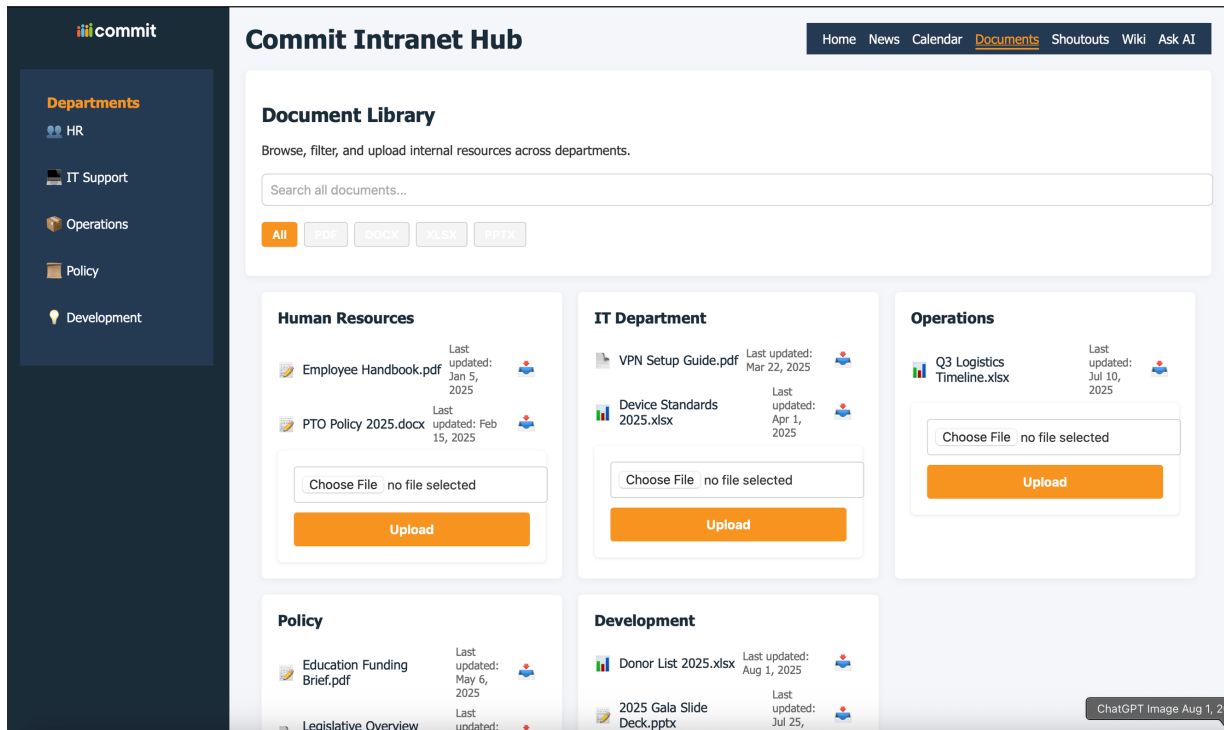 commit
Commit Intranet Hub
Home News Calendar Documents Shoutouts Wiki Ask AI
Departments
HR
IT Support
Operations
Policy
Development
Document Library
Browse, filter, and upload internal resources across departments.
Search all documents...
All PDF DOCX XLSX PPTX
Human Resources
Employee Handbook.pdf
Last
updated:
Jan 5,
2025
PTO Policy 2025.docx
Last
updated: Feb
15, 2025
Choose File no file selected
Upload
IT Department
VPN Setup Guide.pdf
Last updated:
Mar 22, 2025
Device Standards
2025.xlsx
Last
updated:
Apr 1,
2025
Choose File no file selected
Upload
Operations
Q3 Logistics
Timeline.xlsx
Last
updated:
Jul 10,
2025
Choose File no file selected
Upload
Policy
Education Funding
Brief.pdf
Last
updated:
May 6,
2025
Legislative Overview
Last
updated:
Development
Donor List 2025.xlsx
Last updated:
Aug 1, 2025
2025 Gala Slide
Deck.pptx
Last
updated:
Jul 25,
ChatGPT Image Aug 1, 2